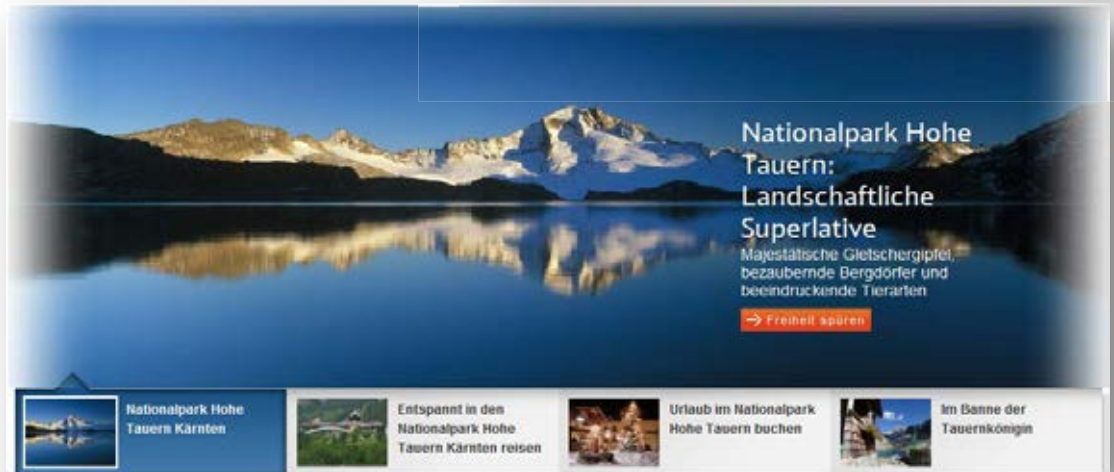 Nationalpark Hohe
Tauern:
Landschaftliche
Superlative
Majestätische Gletschergipfel,
bezaubernde Bergdörfer und
beeindruckende Tierarten
Freiheit spüren
Nationalpark Hohe
Tauern Kärnten
Entspannt in den
Nationalpark Hohe
Tauern Kärnten reisen
Urlaub im Nationalpark
Hohe Tauern buchen
Im Banne der
Tauernkönigin